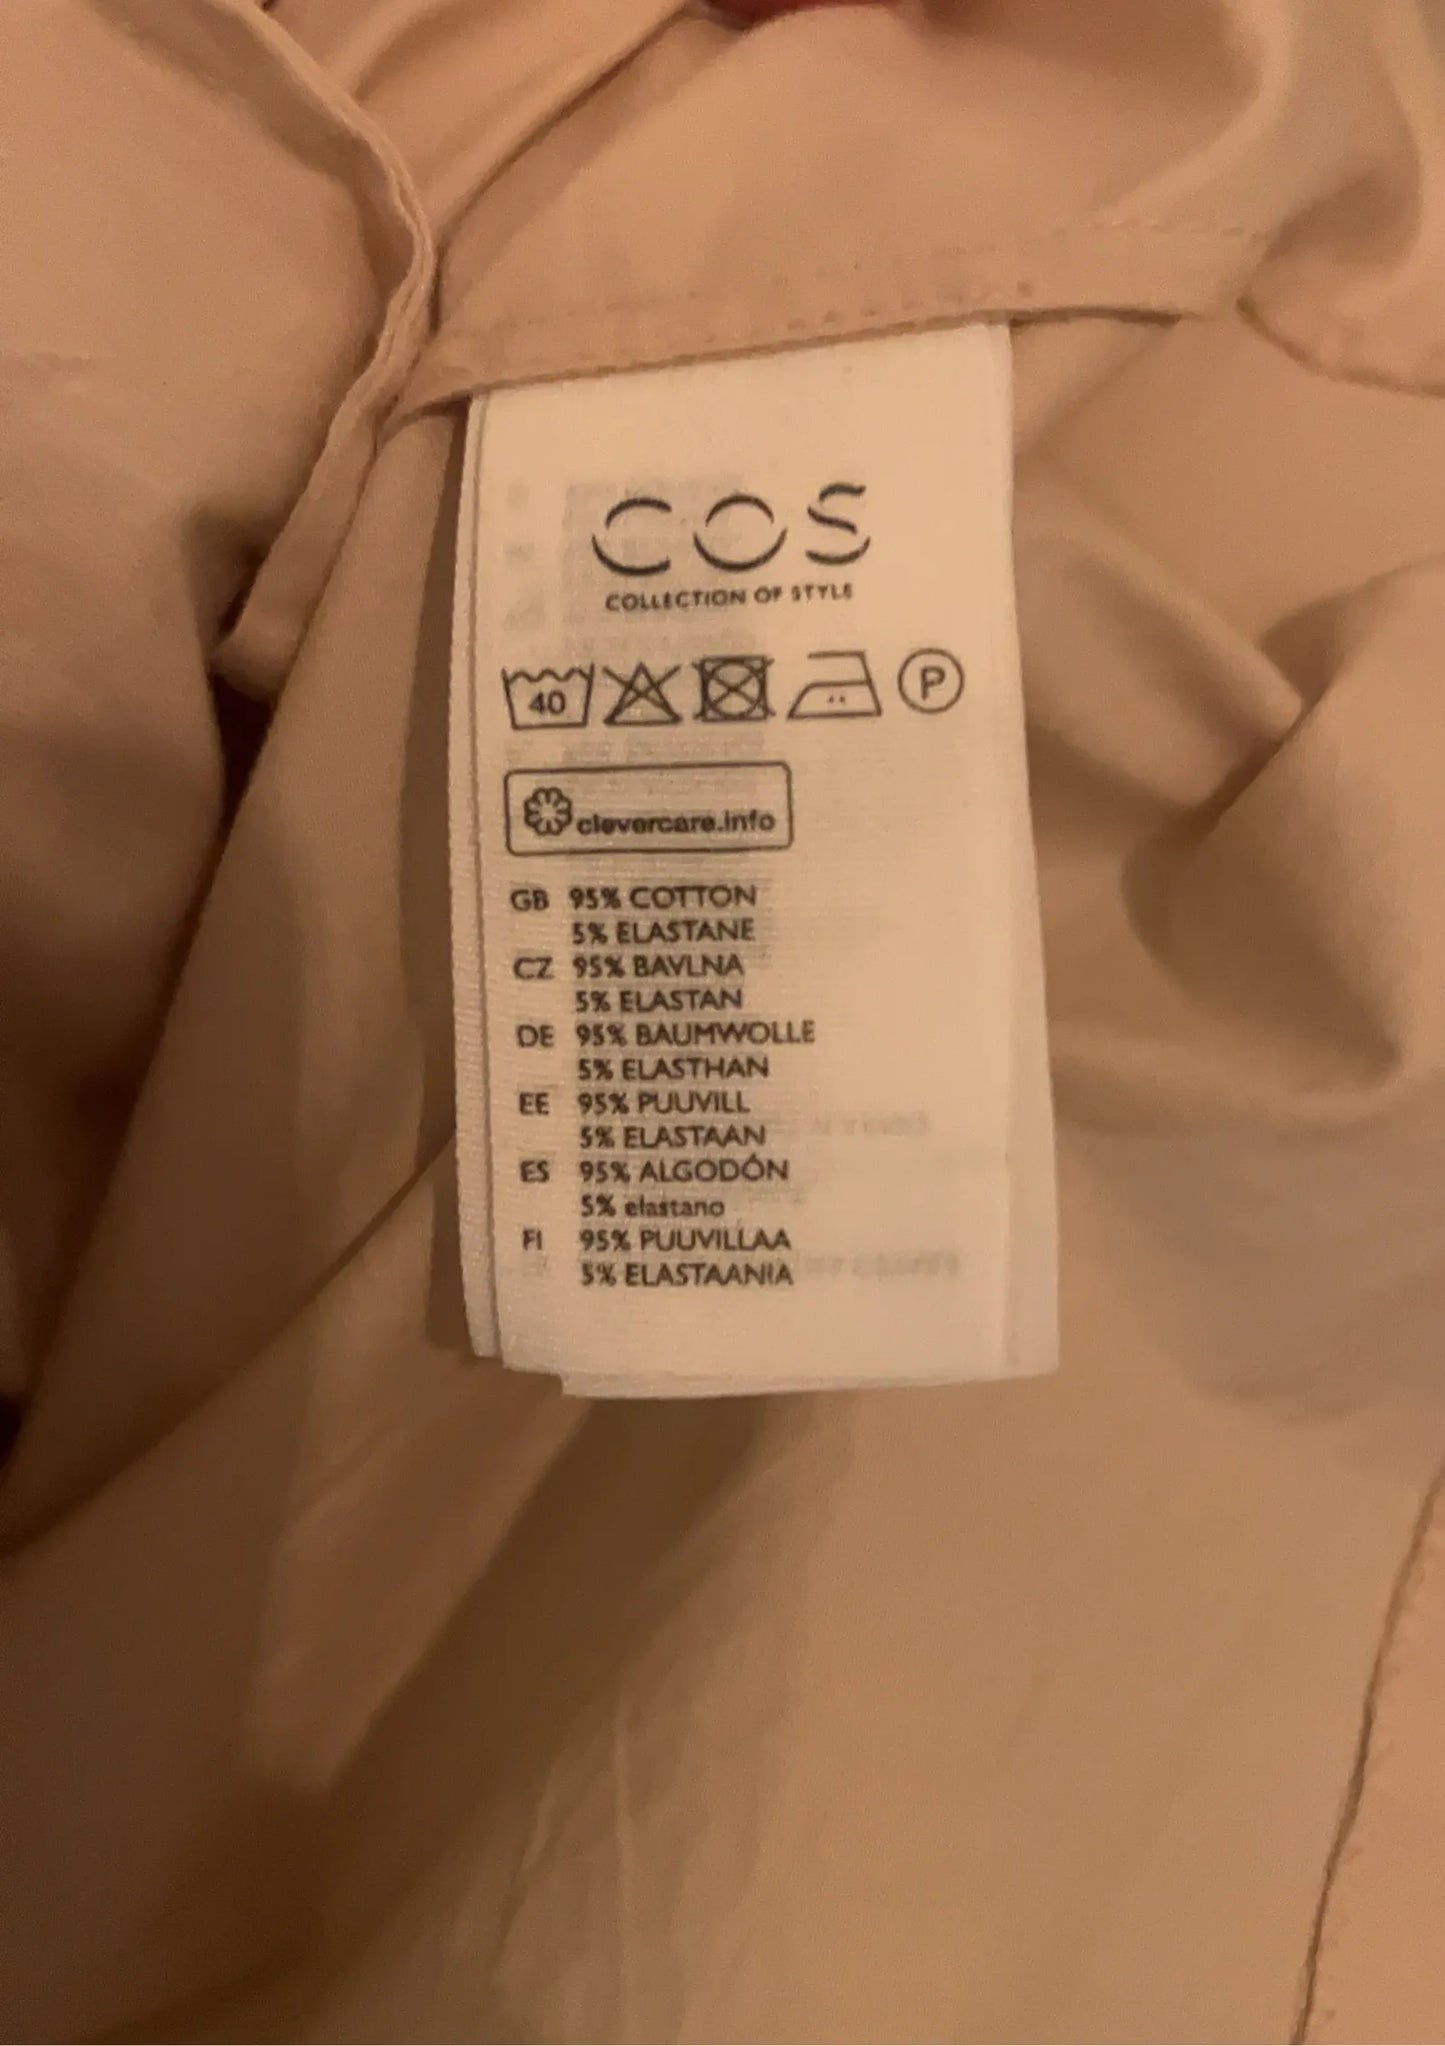 COS
COLLECTION OF STYLE
40 P
clevercare.info
GB 95% COTTON
5% ELASTANE
CZ 95% BAVLNA
5% ELASTAN
DE 95% BAUMWOLLE
5% ELASTHAN
EE 95% PUUVILL
5% ELASTAAN
ES 95% ALGODÓN
5% elastano
FI 95% PUUVILLAA
5% ELASTAANIA